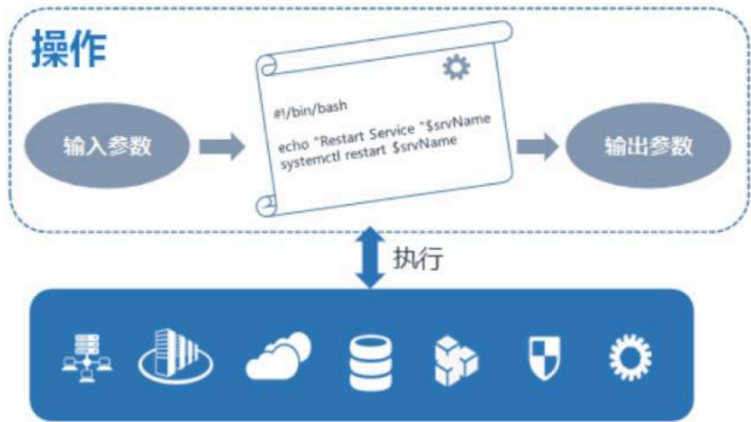 操作
输入参数
#!/bin/bash
echo "Restart Service "$srvName
systemctl restart $srvName
输出参数
执行